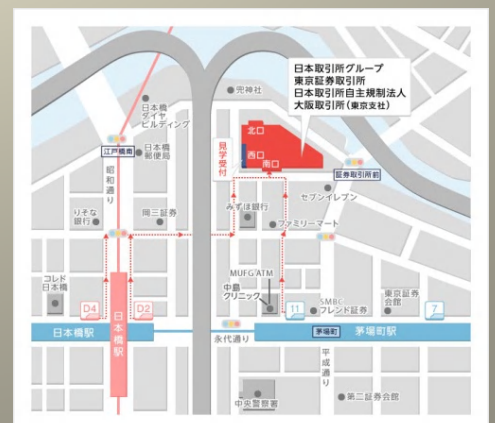 日本取引所グループ
東京証券取引所
日本取引所自主規制法人
大阪取引所(東京支社)
兜神社
日本橋
ダイヤ
ビルディング
江戸橋南
日本橋
郵便局
昭和通り
見学受付
北口
西口
南口
証券取引所前
セブンイレブン
りそな
銀行
岡三証券
みずほ銀行
ファミリーマート
MUFG ATM
中島
クリニック
コレド
日本橋
D4
D2
11
SMBC
フレンド証券
東京証券
会館
7
日本橋駅
日本橋駅
永代通り
茅場町
茅場町駅
平成通り
中央警察署
第二証券会館